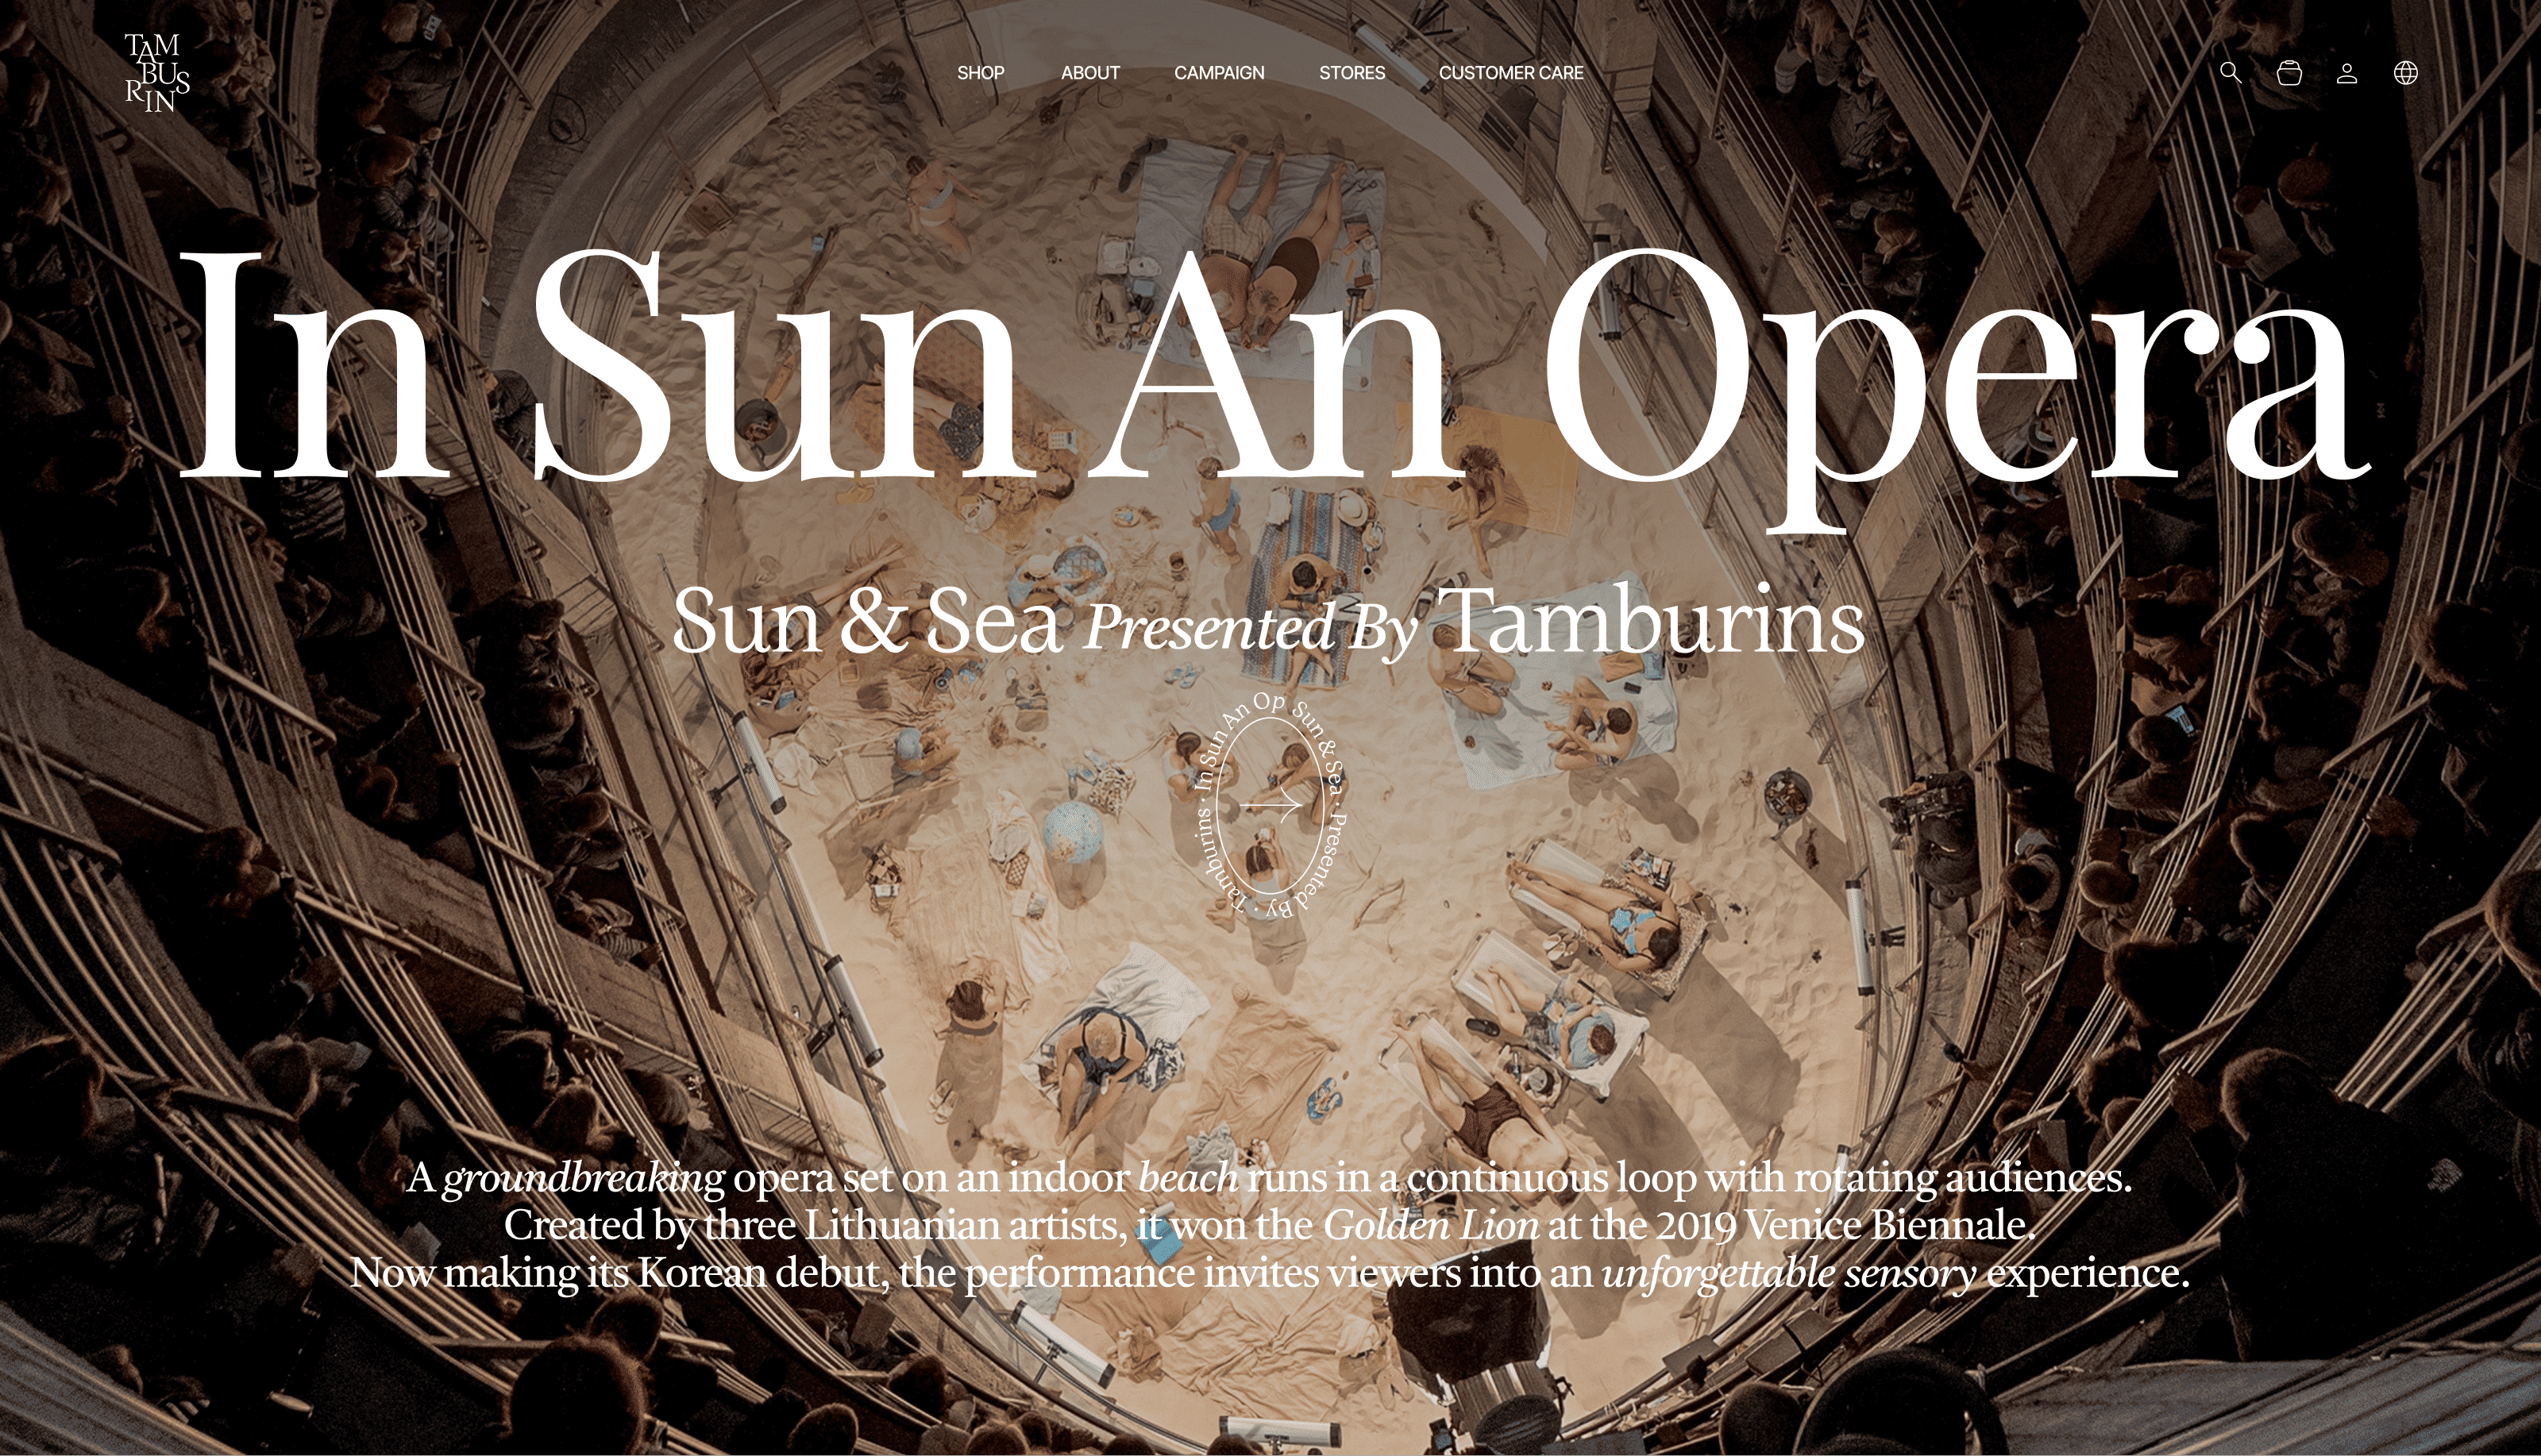 TAM
BUS
RIN
SHOP ABOUT CAMPAIGN STORES CUSTOMER CARE
In Sun An Opera
Sun & Sea Presented By Tamburins
In Sun An Op Sun & Sea · Presented By · Tamburins ·
A groundbreaking opera set on an indoor beach runs in a continuous loop with rotating audiences.
Created by three Lithuanian artists, it won the Golden Lion at the 2019 Venice Biennale.
Now making its Korean debut, the performance invites viewers into an unforgettable sensory experience.